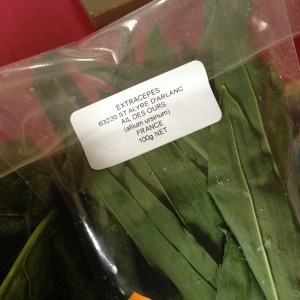 EXTRACEPES
63220 ST ALYRE D'ARLANC
AIL DES OURS
(allium ursinum)
FRANCE
100g NET